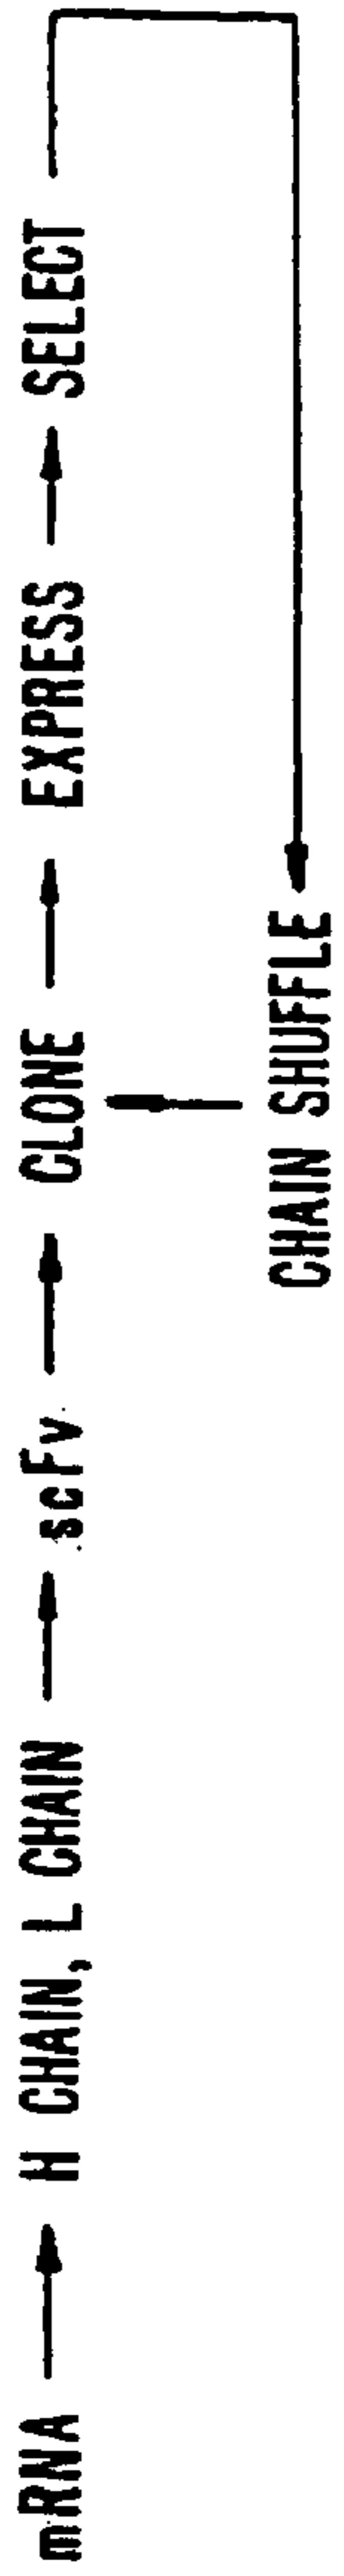 mRNA → H CHAIN, L CHAIN → scFv → CLONE → EXPRESS → SELECT
CHAIN SHUFFLE